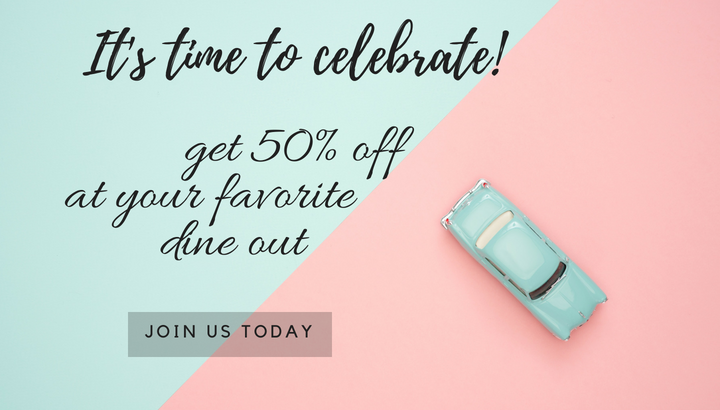 It's time to celebrate!
get 50% off
at your favorite
dine out
JOIN US TODAY